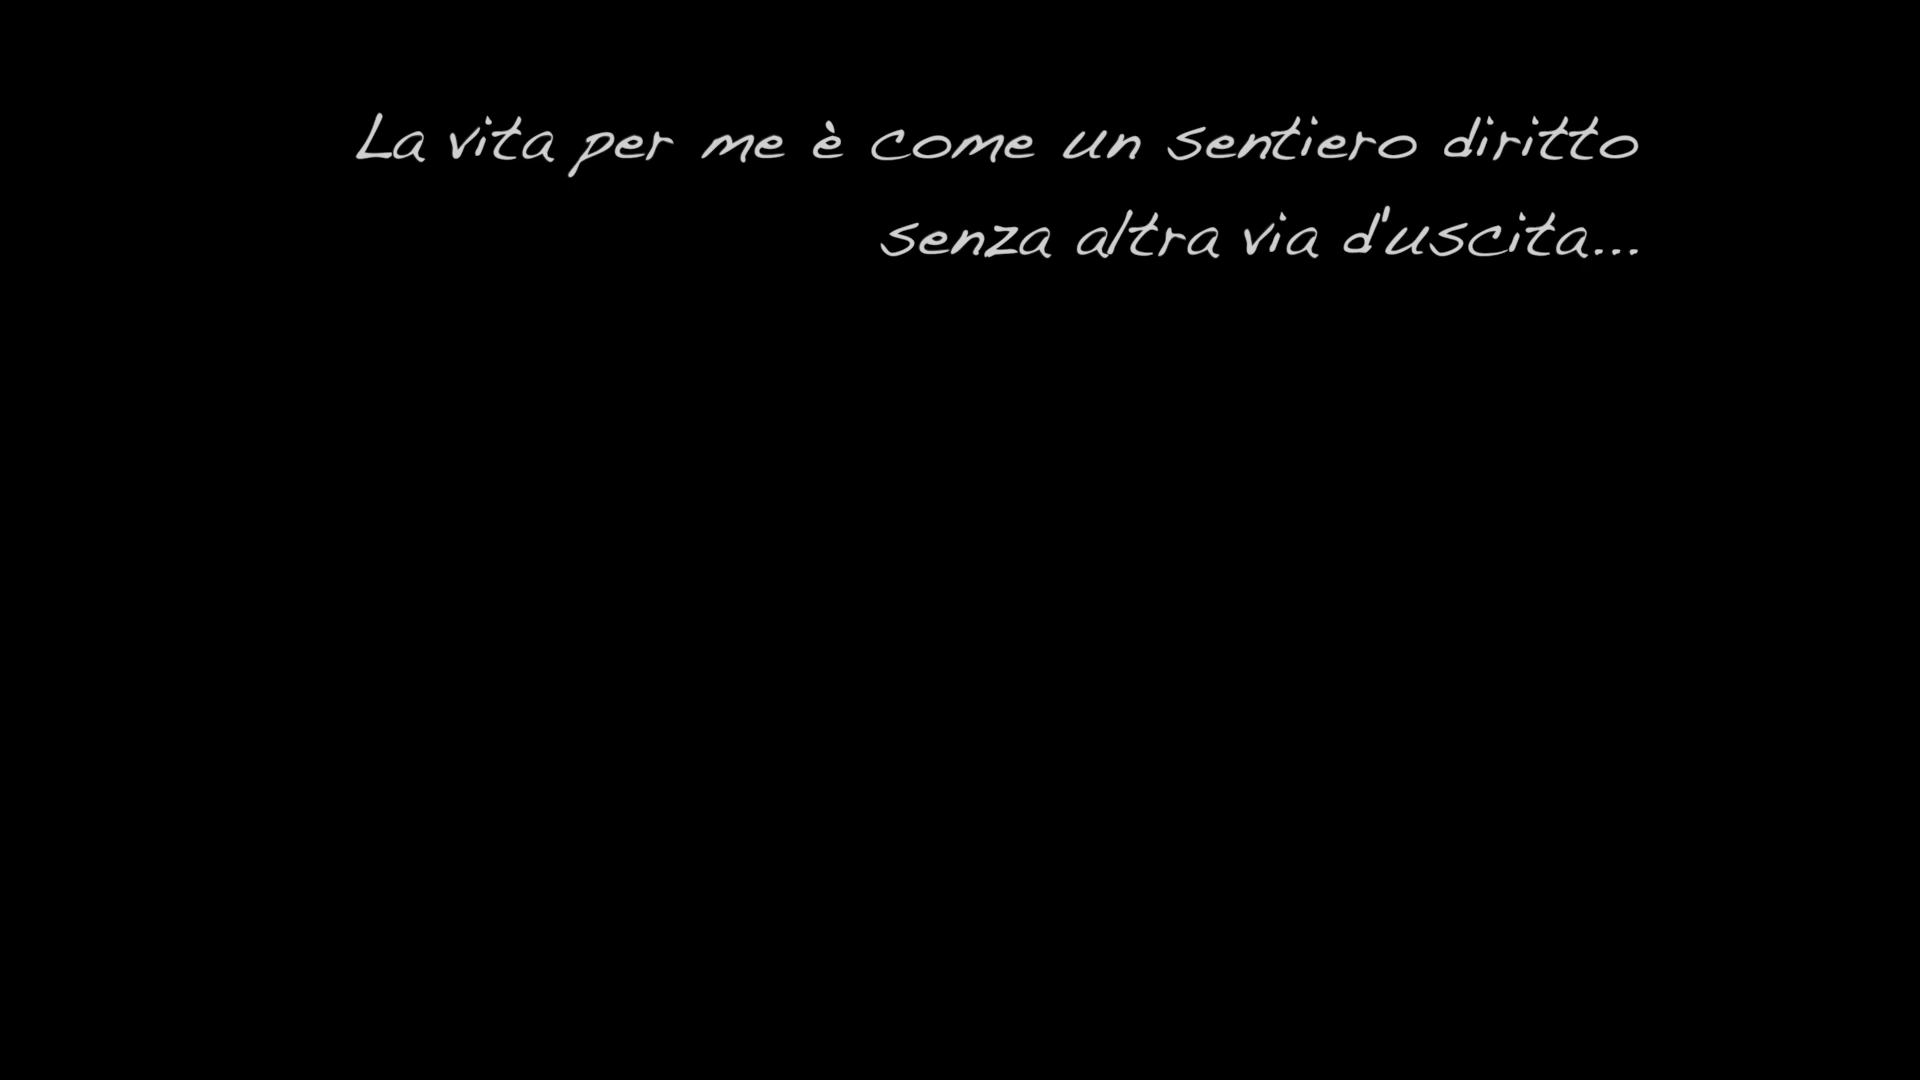 La vita per me è come un sentiero diritto
senza altra via d'uscita...